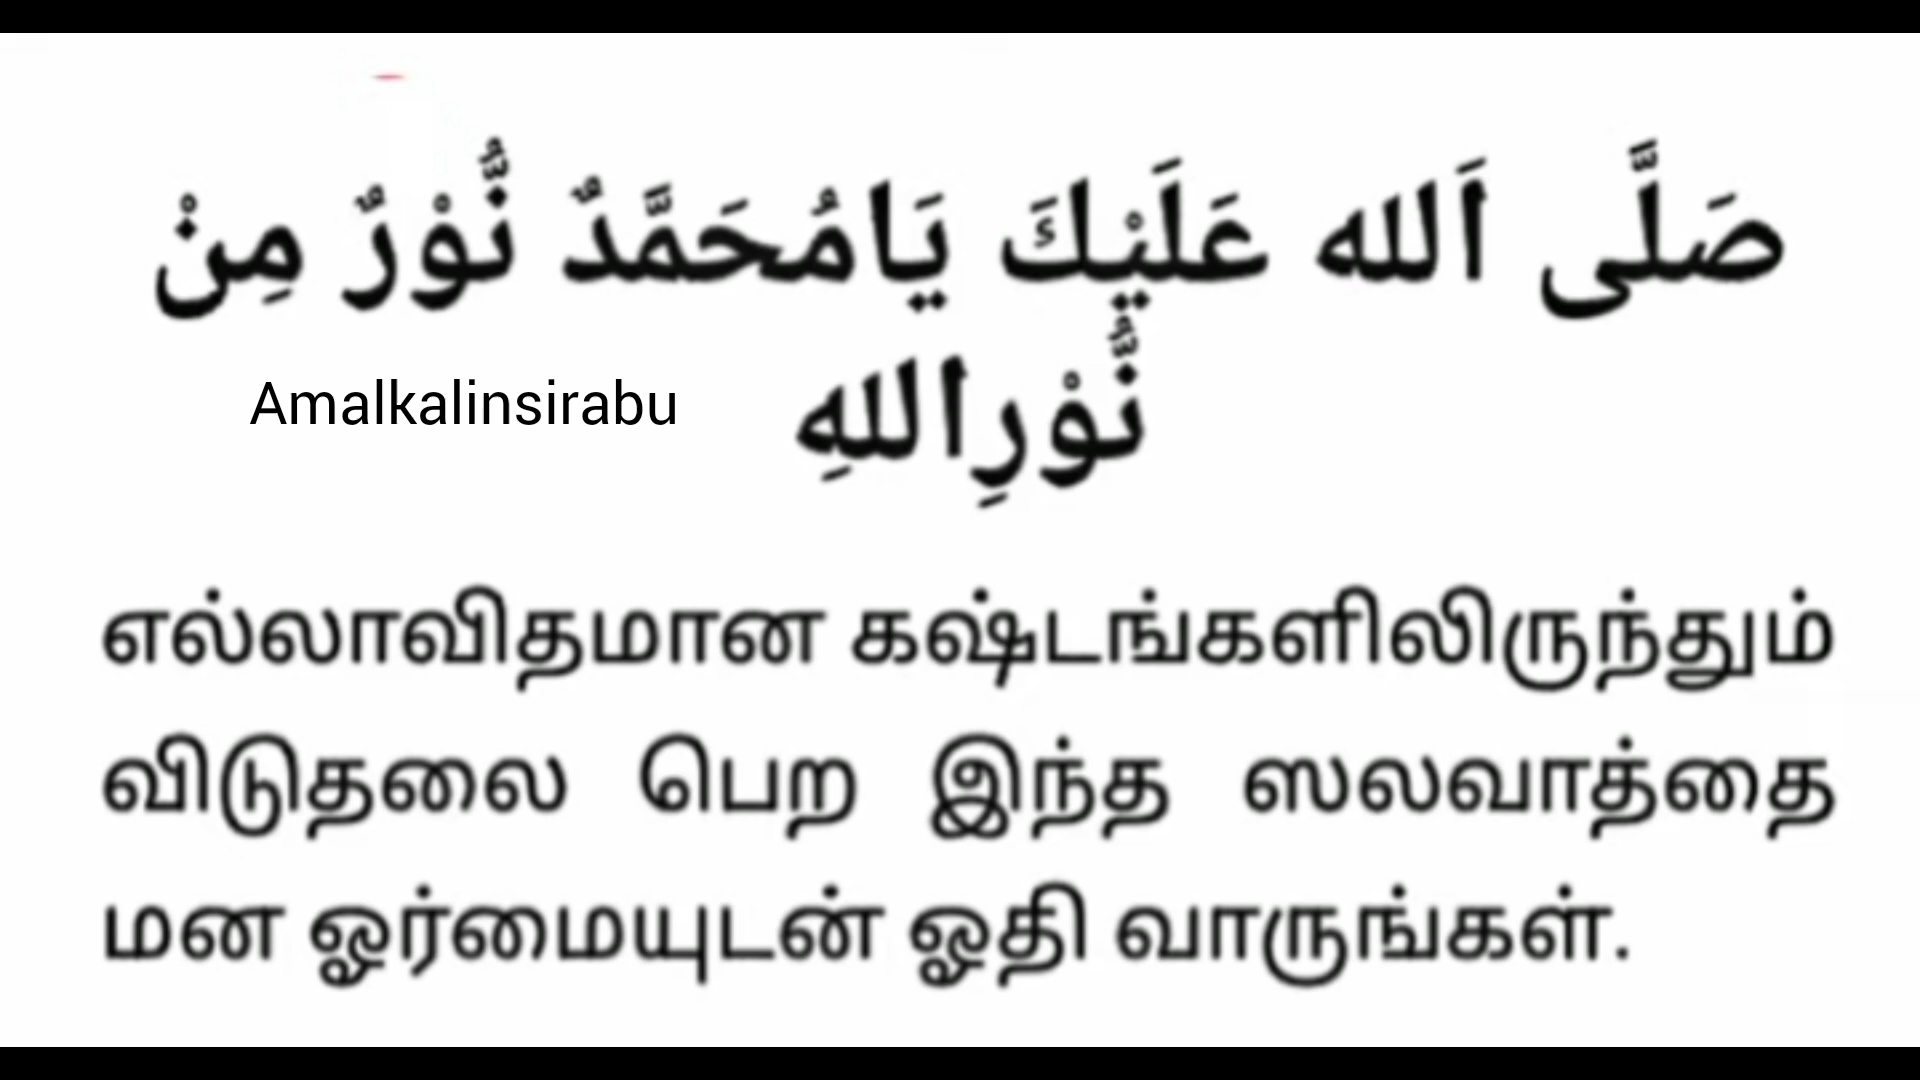 صَلَّى اَلله عَلَيْكَ يَامُحَمَّدٌ نُّوْرٌ مِنْ
نُّوْرِاللهِ
Amalkalinsirabu
எல்லாவிதமான கஷ்டங்களிலிருந்தும்
விடுதலை பெற இந்த ஸலவாத்தை
மன ஓர்மையுடன் ஓதி வாருங்கள்.